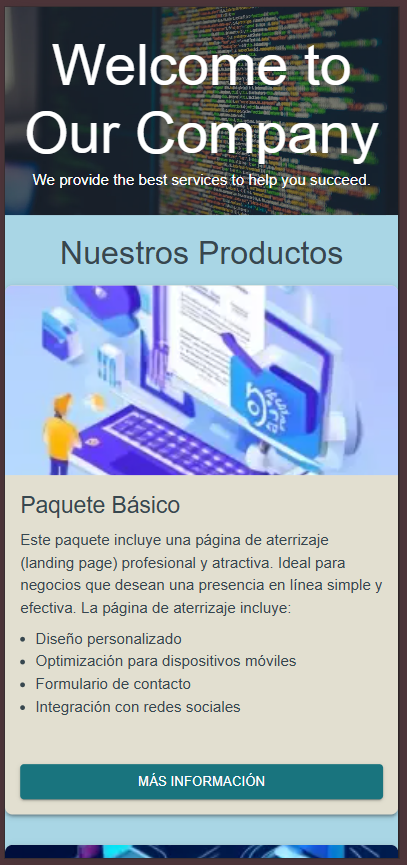 Welcome to
Our Company
We provide the best services to help you succeed.
Nuestros Productos
Paquete Básico
Este paquete incluye una página de aterrizaje
(landing page) profesional y atractiva. Ideal para
negocios que desean una presencia en línea simple y
efectiva. La página de aterrizaje incluye:
• Diseño personalizado
• Optimización para dispositivos móviles
• Formulario de contacto
• Integración con redes sociales
MÁS INFORMACIÓN